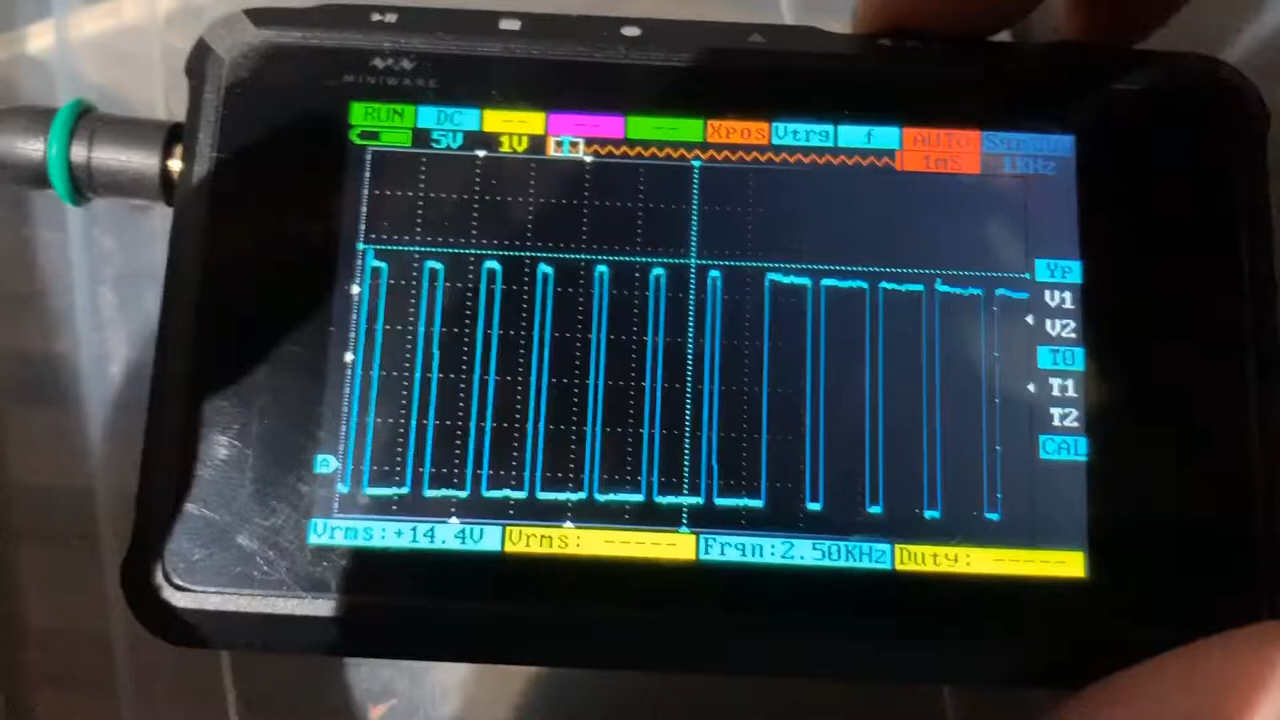 MINIWARE
RUN DC -- -- -- Xpos Vtrg f AUTO
5V 1V T 1mS 1KHz
Yp
V1
V2
T0
T1
T2
CAL
A
Vrms:+14.4V Vrms: ----- Frqn:2.50KHz Duty: -----